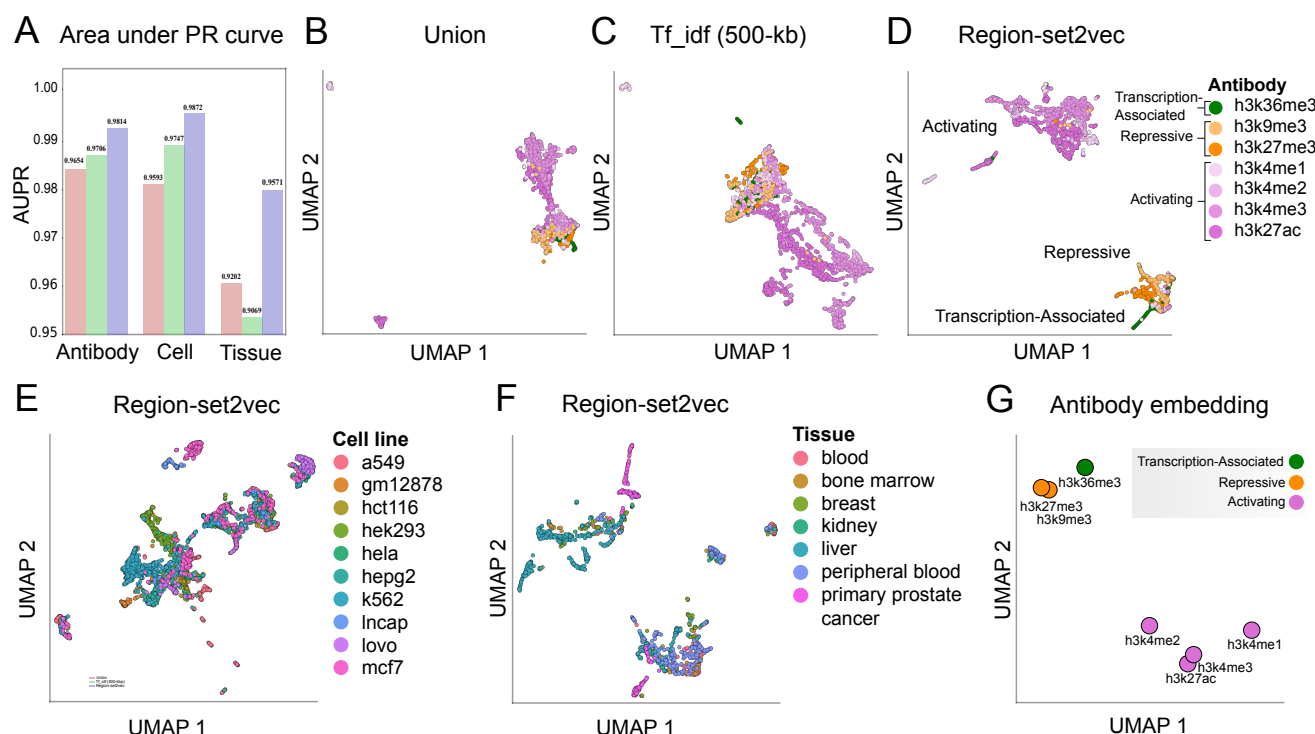 A Area under PR curve
1.00
0.99
0.98
0.97
0.96
0.95
AUPR
0.9654
0.9706
0.9814
0.9593
0.9747
0.9872
0.9202
0.9069
0.9571
Antibody Cell Tissue
B Union
UMAP 2
UMAP 1
C Tf_idf (500-kb)
UMAP 2
UMAP 1
D Region-set2vec
UMAP 2
UMAP 1
Activating
Repressive
Transcription-Associated
Antibody
Transcription-
Associated
h3k36me3
Repressive
h3k9me3
h3k27me3
Activating
h3k4me1
h3k4me2
h3k4me3
h3k27ac
E Region-set2vec
UMAP 2
UMAP 1
Union
Tf_idf (500-kbp)
Region-set2vec
Cell line
a549
gm12878
hct116
hek293
hela
hepg2
k562
lncap
lovo
mcf7
F Region-set2vec
UMAP 2
UMAP 1
Tissue
blood
bone marrow
breast
kidney
liver
peripheral blood
primary prostate
cancer
G Antibody embedding
UMAP 2
UMAP 1
Transcription-Associated
Repressive
Activating
h3k36me3
h3k27me3
h3k9me3
h3k4me2
h3k4me1
h3k4me3
h3k27ac